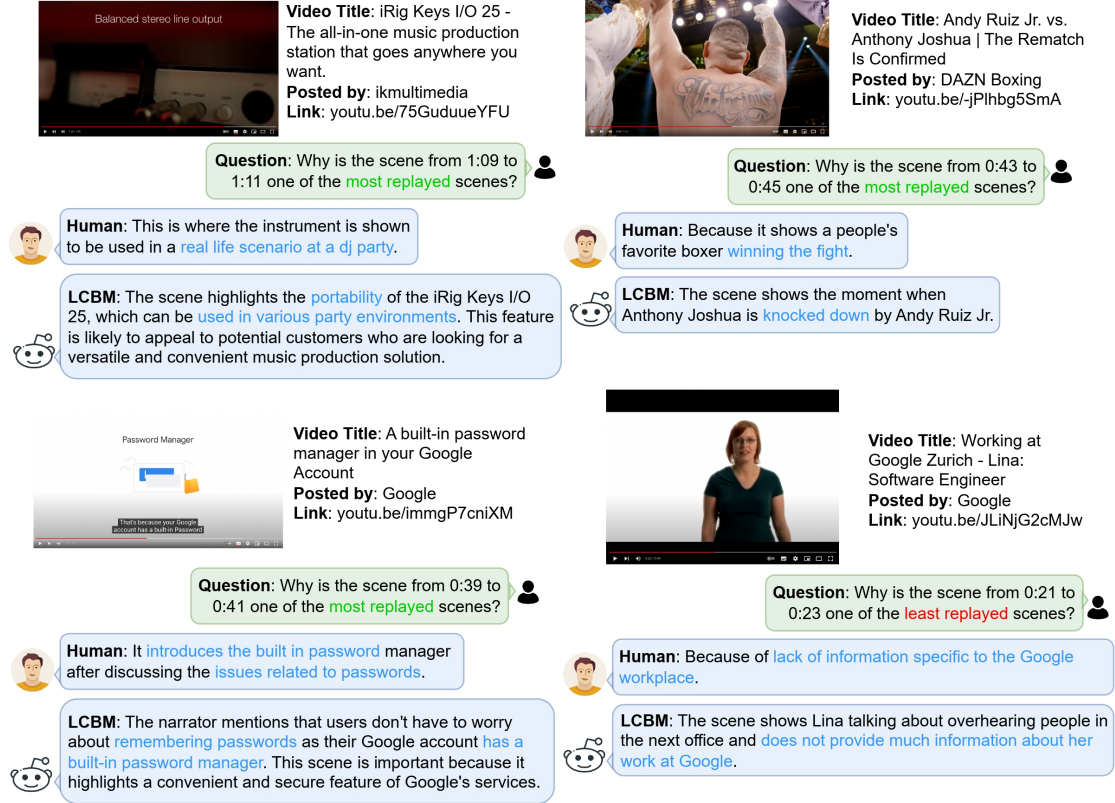 Balanced stereo line output
Video Title: iRig Keys I/O 25 -
The all-in-one music production
station that goes anywhere you
want.
Posted by: ikmultimedia
Link: youtu.be/75GuduueYFU
Question: Why is the scene from 1:09 to
1:11 one of the most replayed scenes?
Human: This is where the instrument is shown
to be used in a real life scenario at a dj party.
LCBM: The scene highlights the portability of the iRig Keys I/O
25, which can be used in various party environments. This feature
is likely to appeal to potential customers who are looking for a
versatile and convenient music production solution.
Video Title: Andy Ruiz Jr. vs.
Anthony Joshua | The Rematch
Is Confirmed
Posted by: DAZN Boxing
Link: youtu.be/-jPlhbg5SmA
Question: Why is the scene from 0:43 to
0:45 one of the most replayed scenes?
Human: Because it shows a people's
favorite boxer winning the fight.
LCBM: The scene shows the moment when
Anthony Joshua is knocked down by Andy Ruiz Jr.
Password Manager
That's because your Google
account has a built-in Password
Video Title: A built-in password
manager in your Google
Account
Posted by: Google
Link: youtu.be/immgP7cniXM
Question: Why is the scene from 0:39 to
0:41 one of the most replayed scenes?
Human: It introduces the built in password manager
after discussing the issues related to passwords.
LCBM: The narrator mentions that users don't have to worry
about remembering passwords as their Google account has a
built-in password manager. This scene is important because it
highlights a convenient and secure feature of Google's services.
Video Title: Working at
Google Zurich - Lina:
Software Engineer
Posted by: Google
Link: youtu.be/JLiNjG2cMJw
Question: Why is the scene from 0:21 to
0:23 one of the least replayed scenes?
Human: Because of lack of information specific to the Google
workplace.
LCBM: The scene shows Lina talking about overhearing people in
the next office and does not provide much information about her
work at Google.